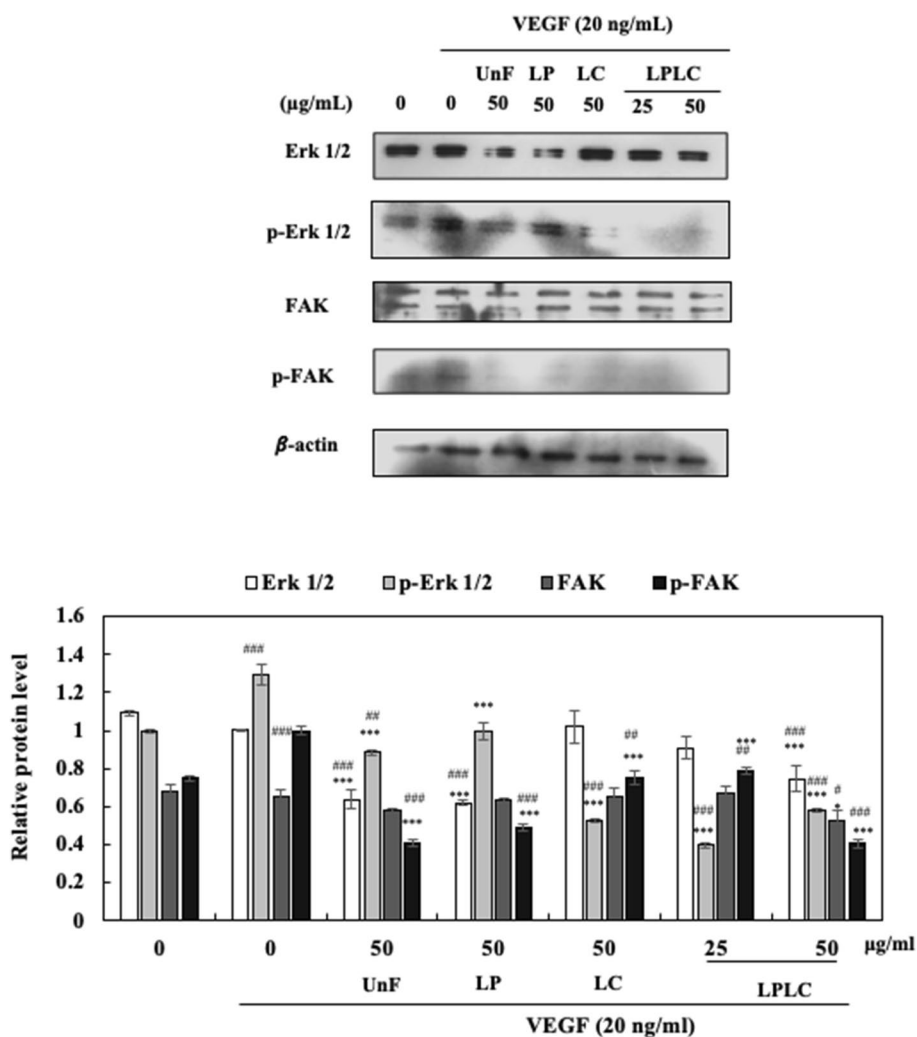 VEGF (20 ng/mL)
UnF LP LC LPLC
(µg/mL) 0 0 50 50 50 25 50
Erk 1/2
p-Erk 1/2
FAK
p-FAK
β-actin
Erk 1/2 p-Erk 1/2 FAK p-FAK
Relative protein level
1.6
1.4
1.2
1
0.8
0.6
0.4
0.2
0
###
###
###
***
##
***
###
***
###
***
***
###
***
###
***
##
***
###
***
***
##
###
***
###
***
#
*
###
***
0 0 50 50 50 25 50 µg/ml
UnF LP LC LPLC
VEGF (20 ng/ml)